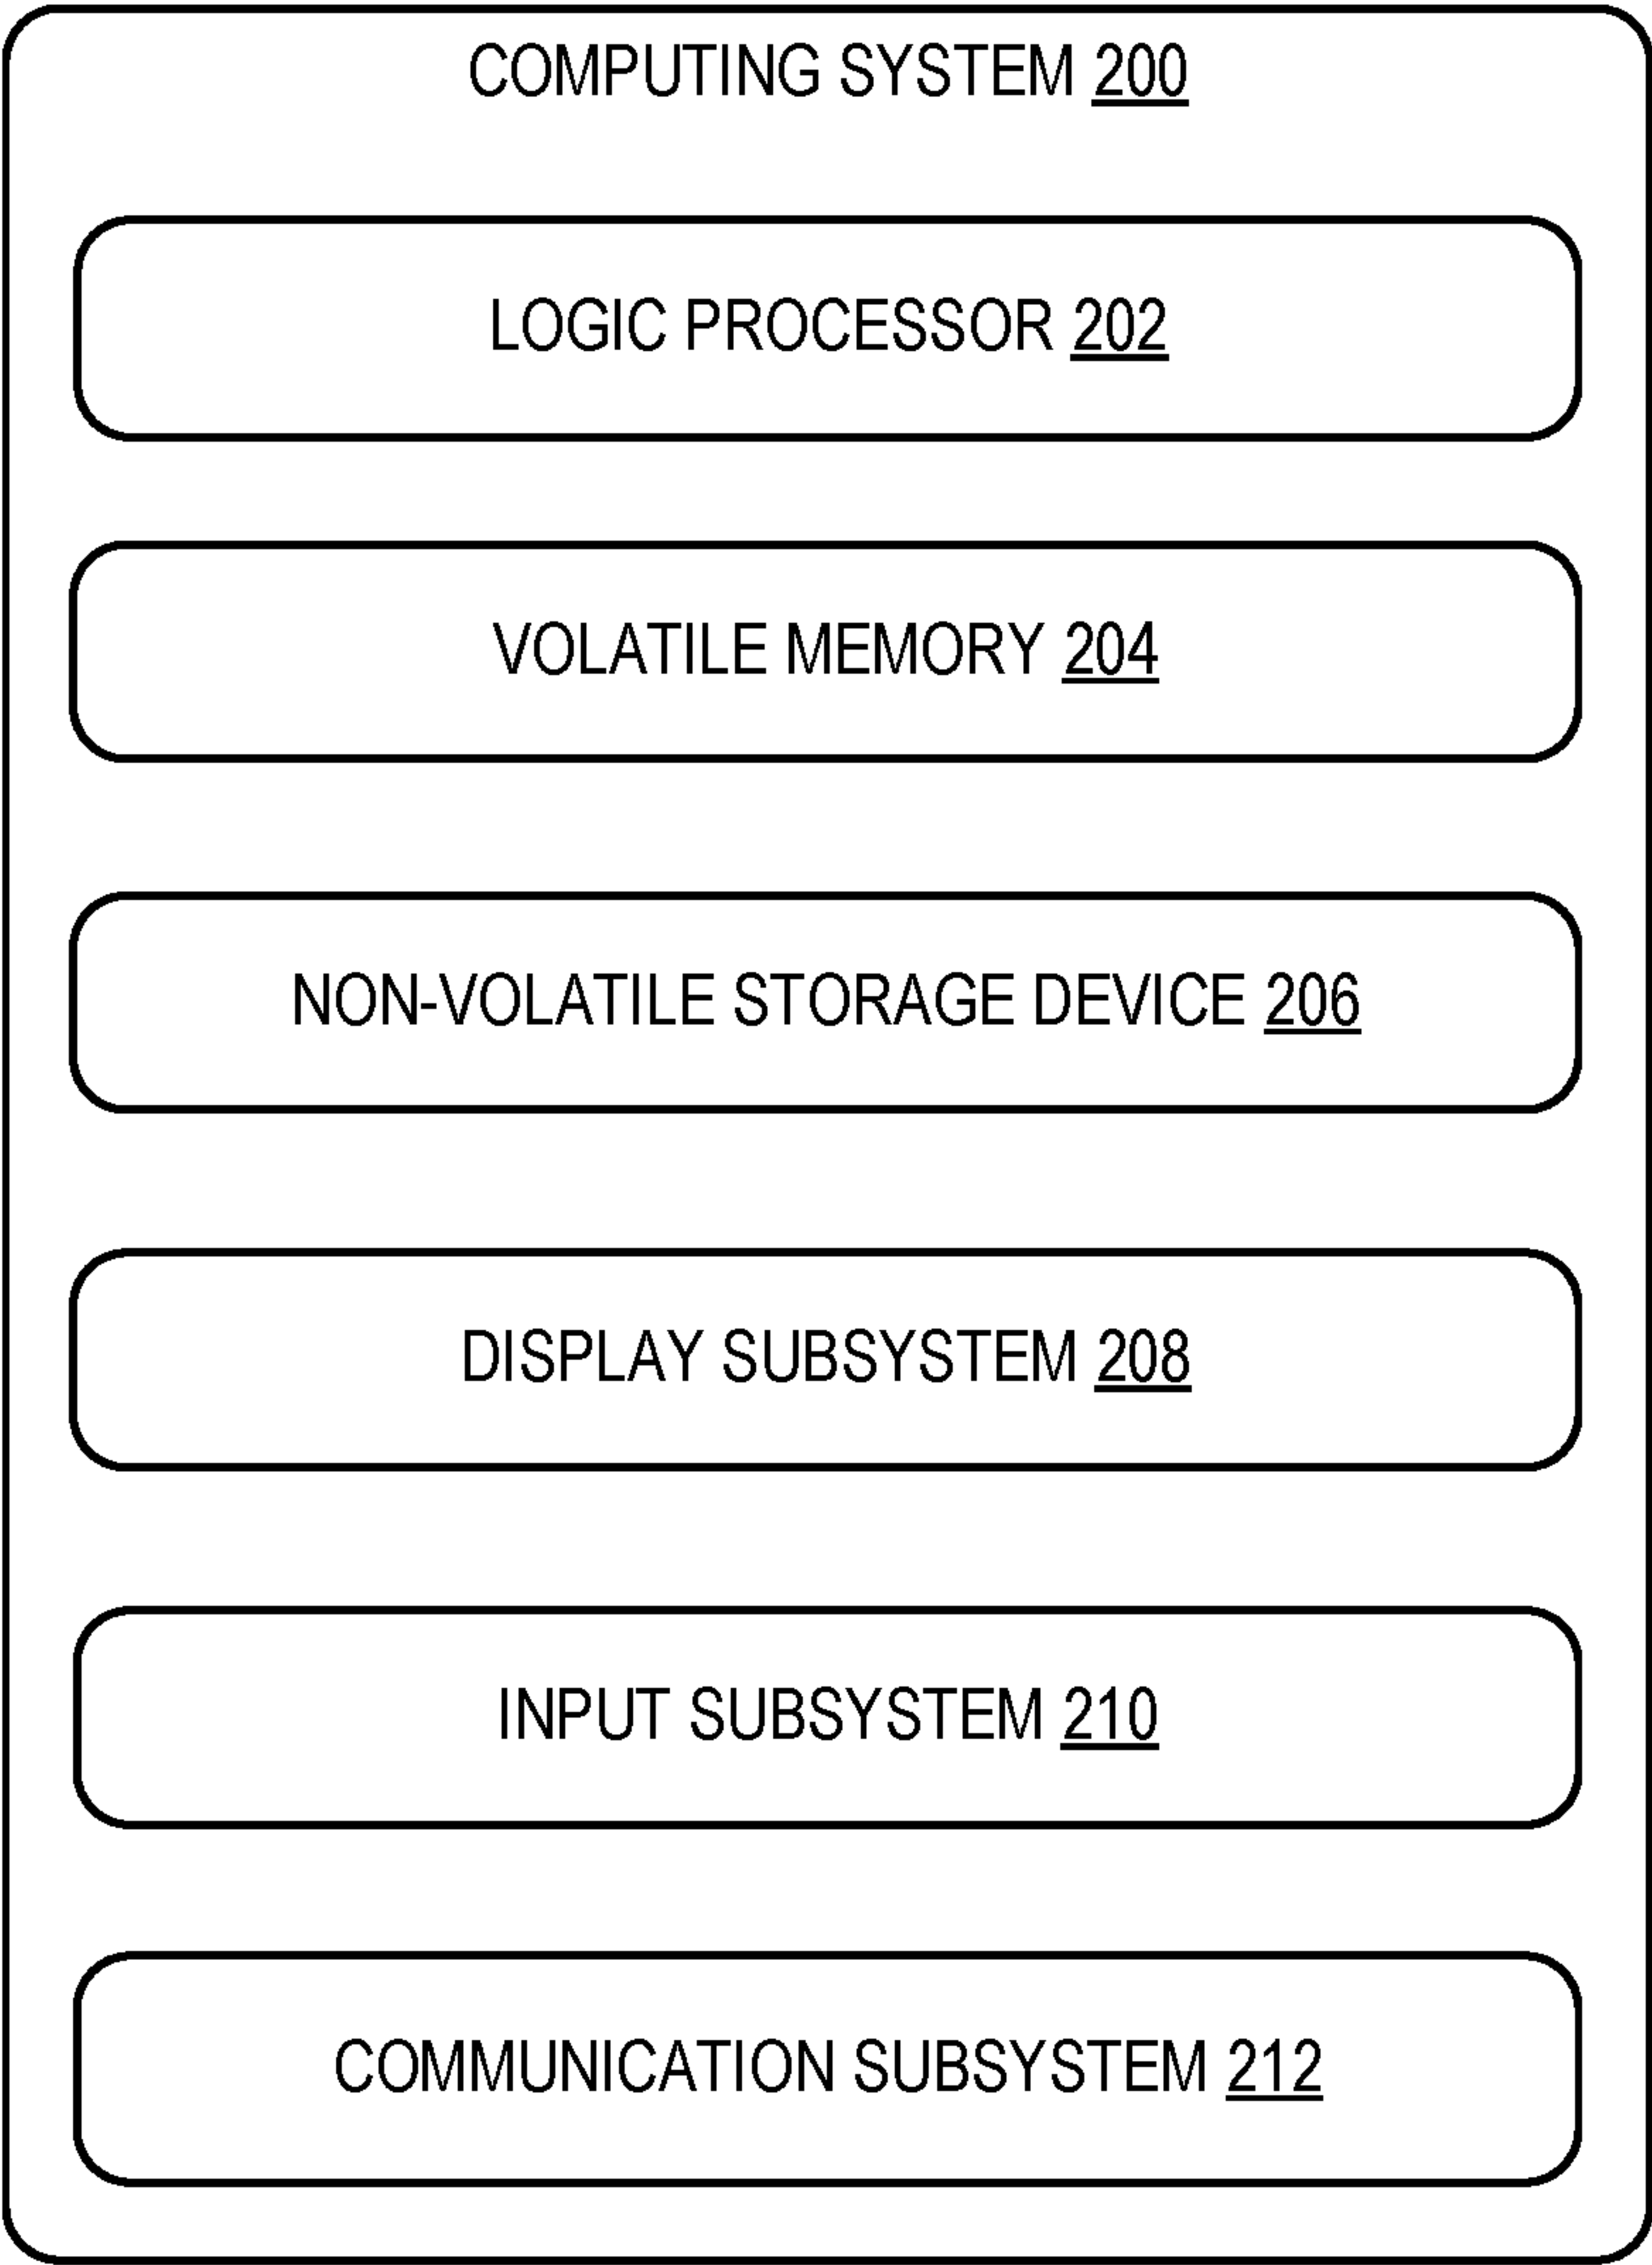 COMPUTING SYSTEM 200
LOGIC PROCESSOR 202
VOLATILE MEMORY 204
NON-VOLATILE STORAGE DEVICE 206
DISPLAY SUBSYSTEM 208
INPUT SUBSYSTEM 210
COMMUNICATION SUBSYSTEM 212